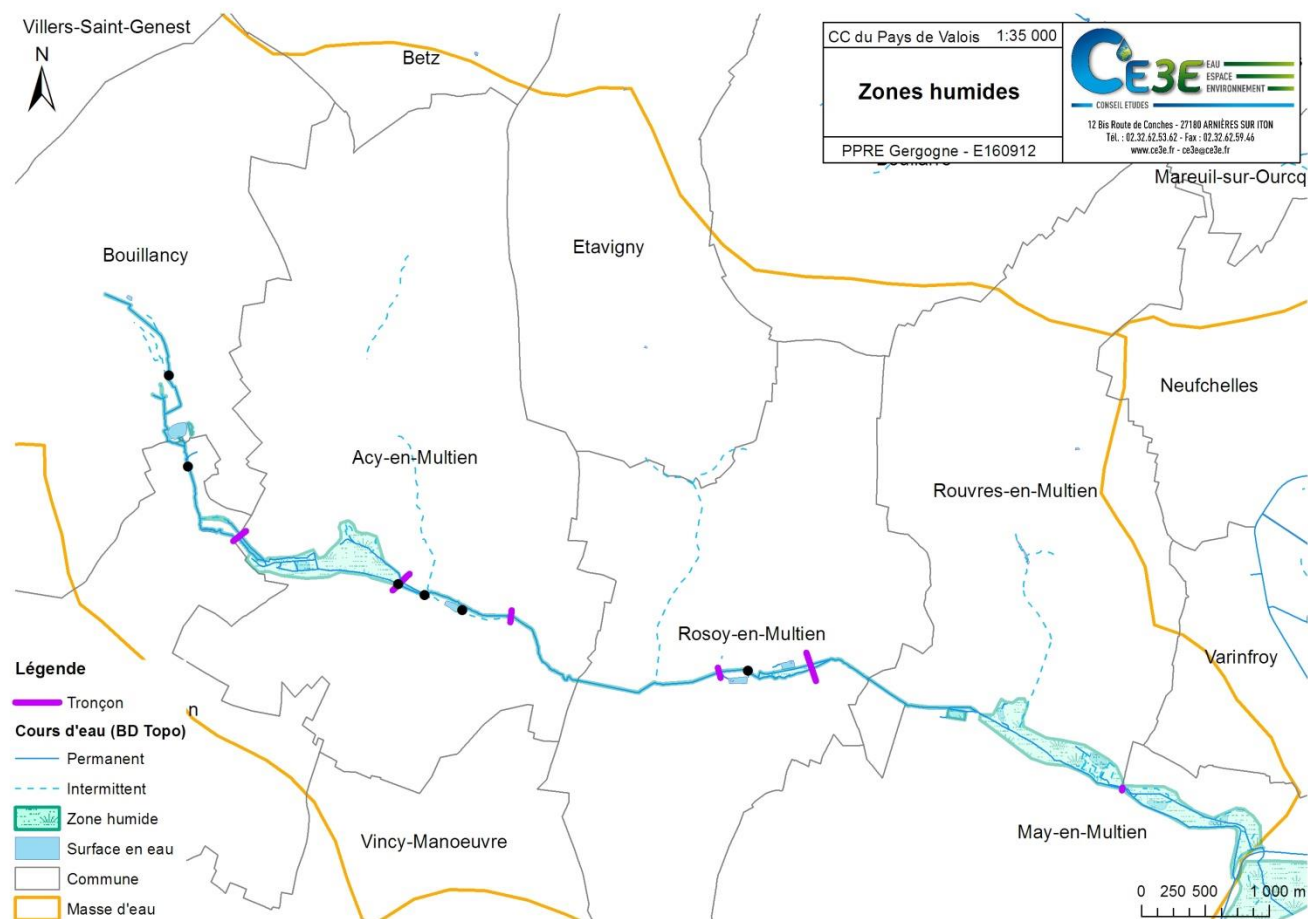 Villers-Saint-Genest
N
Betz
CC du Pays de Valois 1:35 000
Zones humides
PPRE Gergogne - E160912
CE3E
EAU
ESPACE
ENVIRONNEMENT
CONSEIL ETUDES
12 Bis Route de Conches - 27180 ARNIÈRES SUR ITON
Tél. : 02.32.62.53.62 - Fax : 02.32.62.59.46
www.ce3e.fr - ce3e@ce3e.fr
Mareuil-sur-Ourcq
Bouillancy
Etavigny
Neufchelles
Acy-en-Multien
Rouvres-en-Multien
Rosoy-en-Multien
Varinfroy
Légende
Tronçon
n
Cours d'eau (BD Topo)
Permanent
Intermittent
Zone humide
Surface en eau
Commune
Masse d'eau
Vincy-Manoeuvre
May-en-Multien
0 250 500 1 000 m